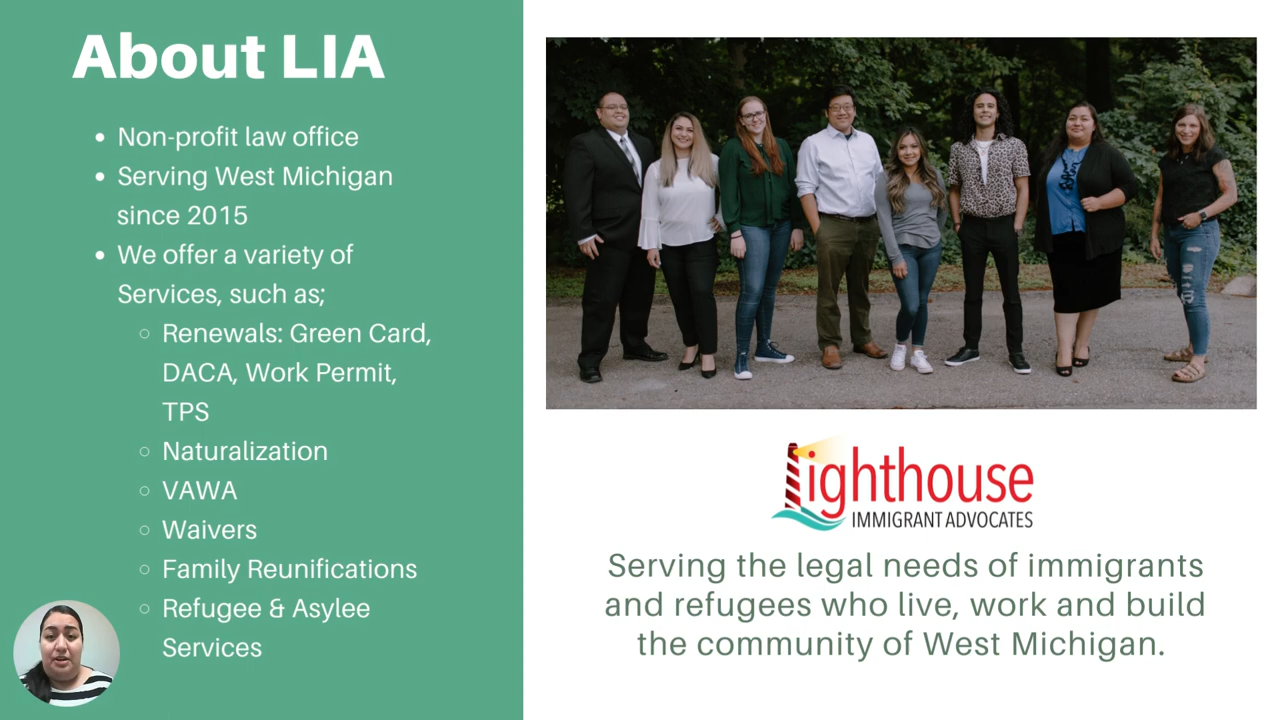 About LIA
Non-profit law office
Serving West Michigan
since 2015
We offer a variety of
Services, such as;
Renewals: Green Card,
DACA, Work Permit,
TPS
Naturalization
VAWA
Waivers
Family Reunifications
Refugee & Asylee
Services
Lighthouse
IMMIGRANT ADVOCATES
Serving the legal needs of immigrants
and refugees who live, work and build
the community of West Michigan.